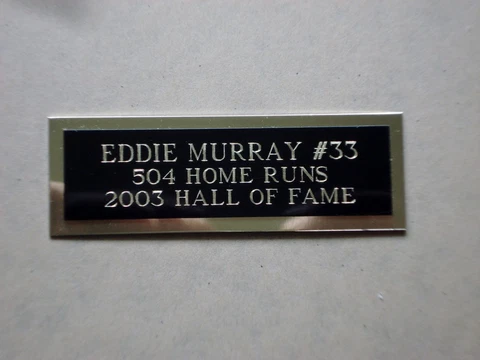 EDDIE MURRAY #33
504 HOME RUNS
2003 HALL OF FAME